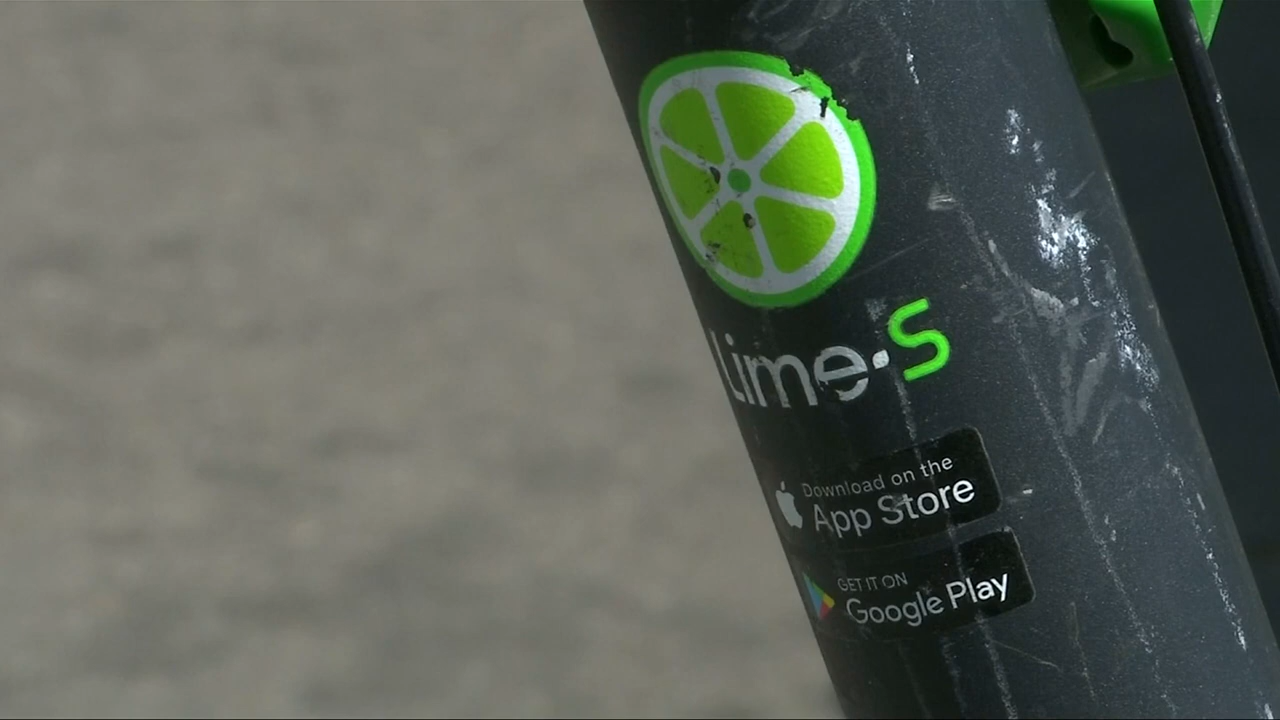 Lime·S
Download on the
App Store
GET IT ON
Google Play